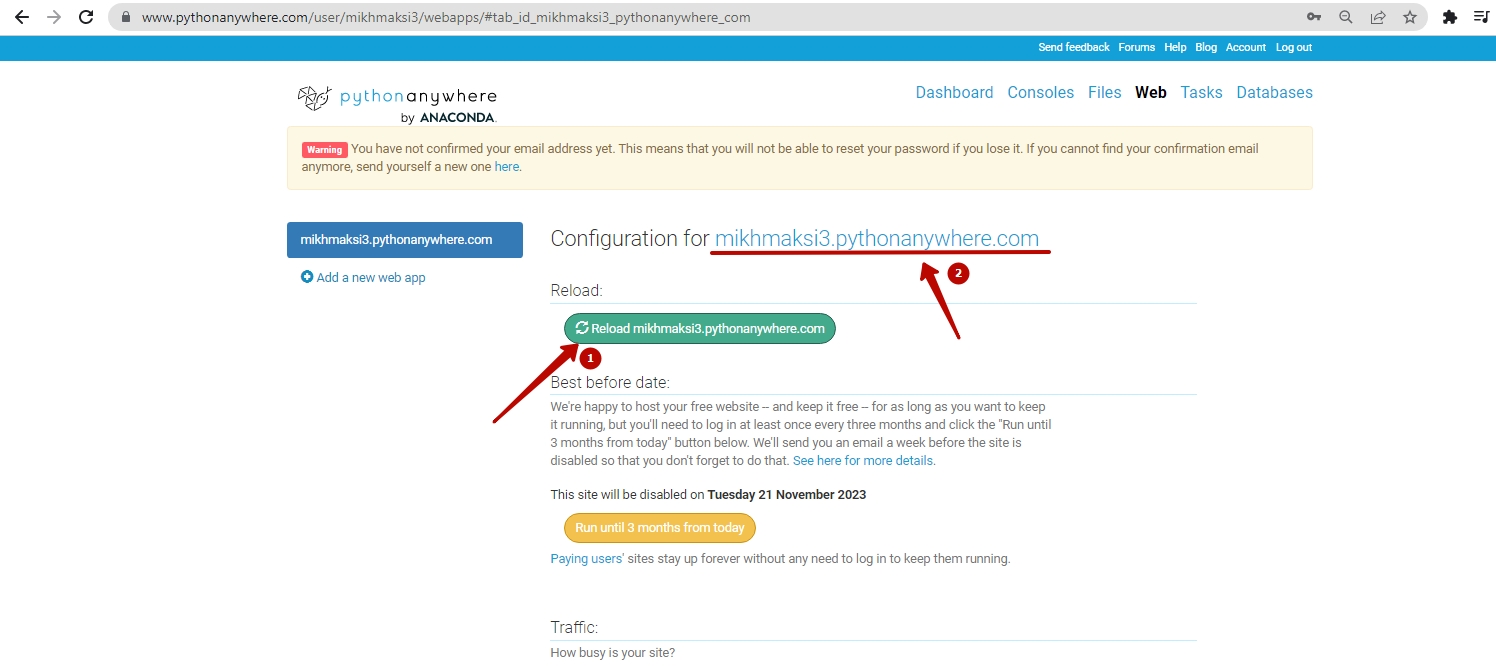 www.pythonanywhere.com/user/mikhmaksi3/webapps/#tab_id_mikhmaksi3_pythonanywhere_com
Send feedback Forums Help Blog Account Log out
pythonanywhere
by ANACONDA.
Dashboard Consoles Files Web Tasks Databases
Warning You have not confirmed your email address yet. This means that you will not be able to reset your password if you lose it. If you cannot find your confirmation email
anymore, send yourself a new one here.
mikhmaksi3.pythonanywhere.com
Add a new web app
Configuration for mikhmaksi3.pythonanywhere.com
2
Reload:
Reload mikhmaksi3.pythonanywhere.com
1
Best before date:
We're happy to host your free website -- and keep it free -- for as long as you want to keep
it running, but you'll need to log in at least once every three months and click the "Run until
3 months from today" button below. We'll send you an email a week before the site is
disabled so that you don't forget to do that. See here for more details.
This site will be disabled on Tuesday 21 November 2023
Run until 3 months from today
Paying users' sites stay up forever without any need to log in to keep them running.
Traffic:
How busy is your site?